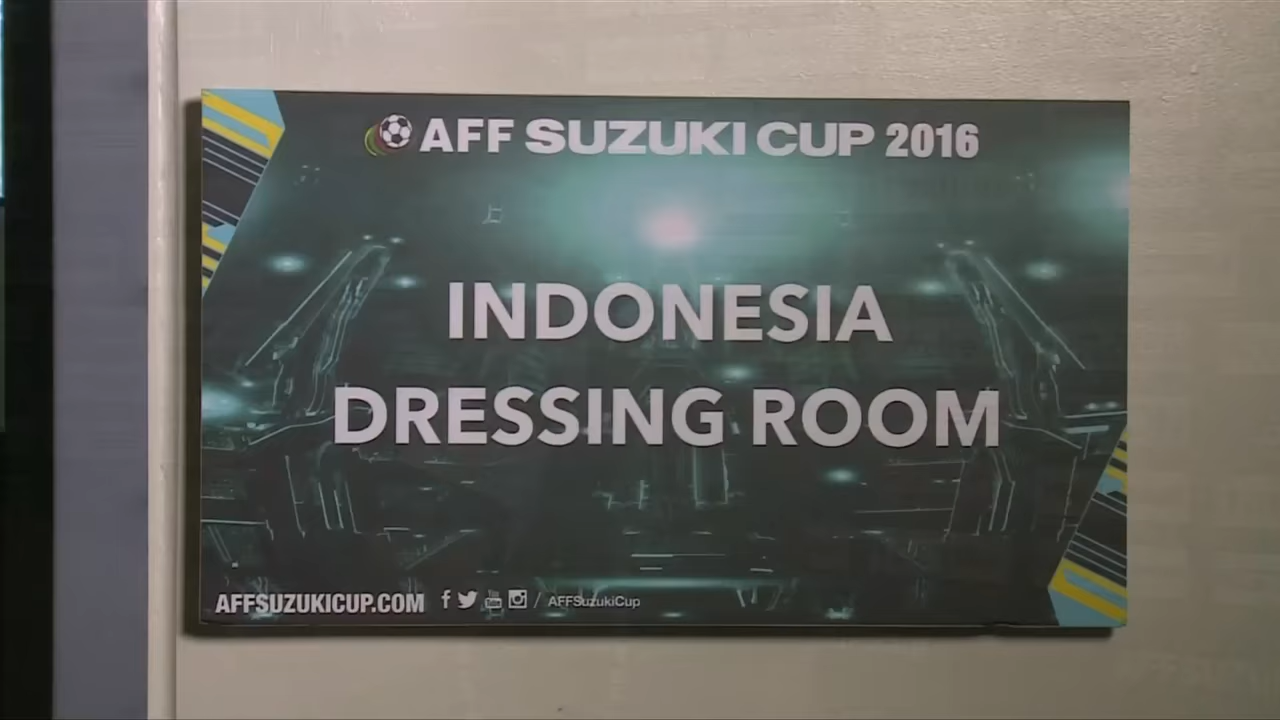 AFF SUZUKI CUP 2016
INDONESIA
DRESSING ROOM
AFFSUZUKICUP.COM / AFFSuzukiCup